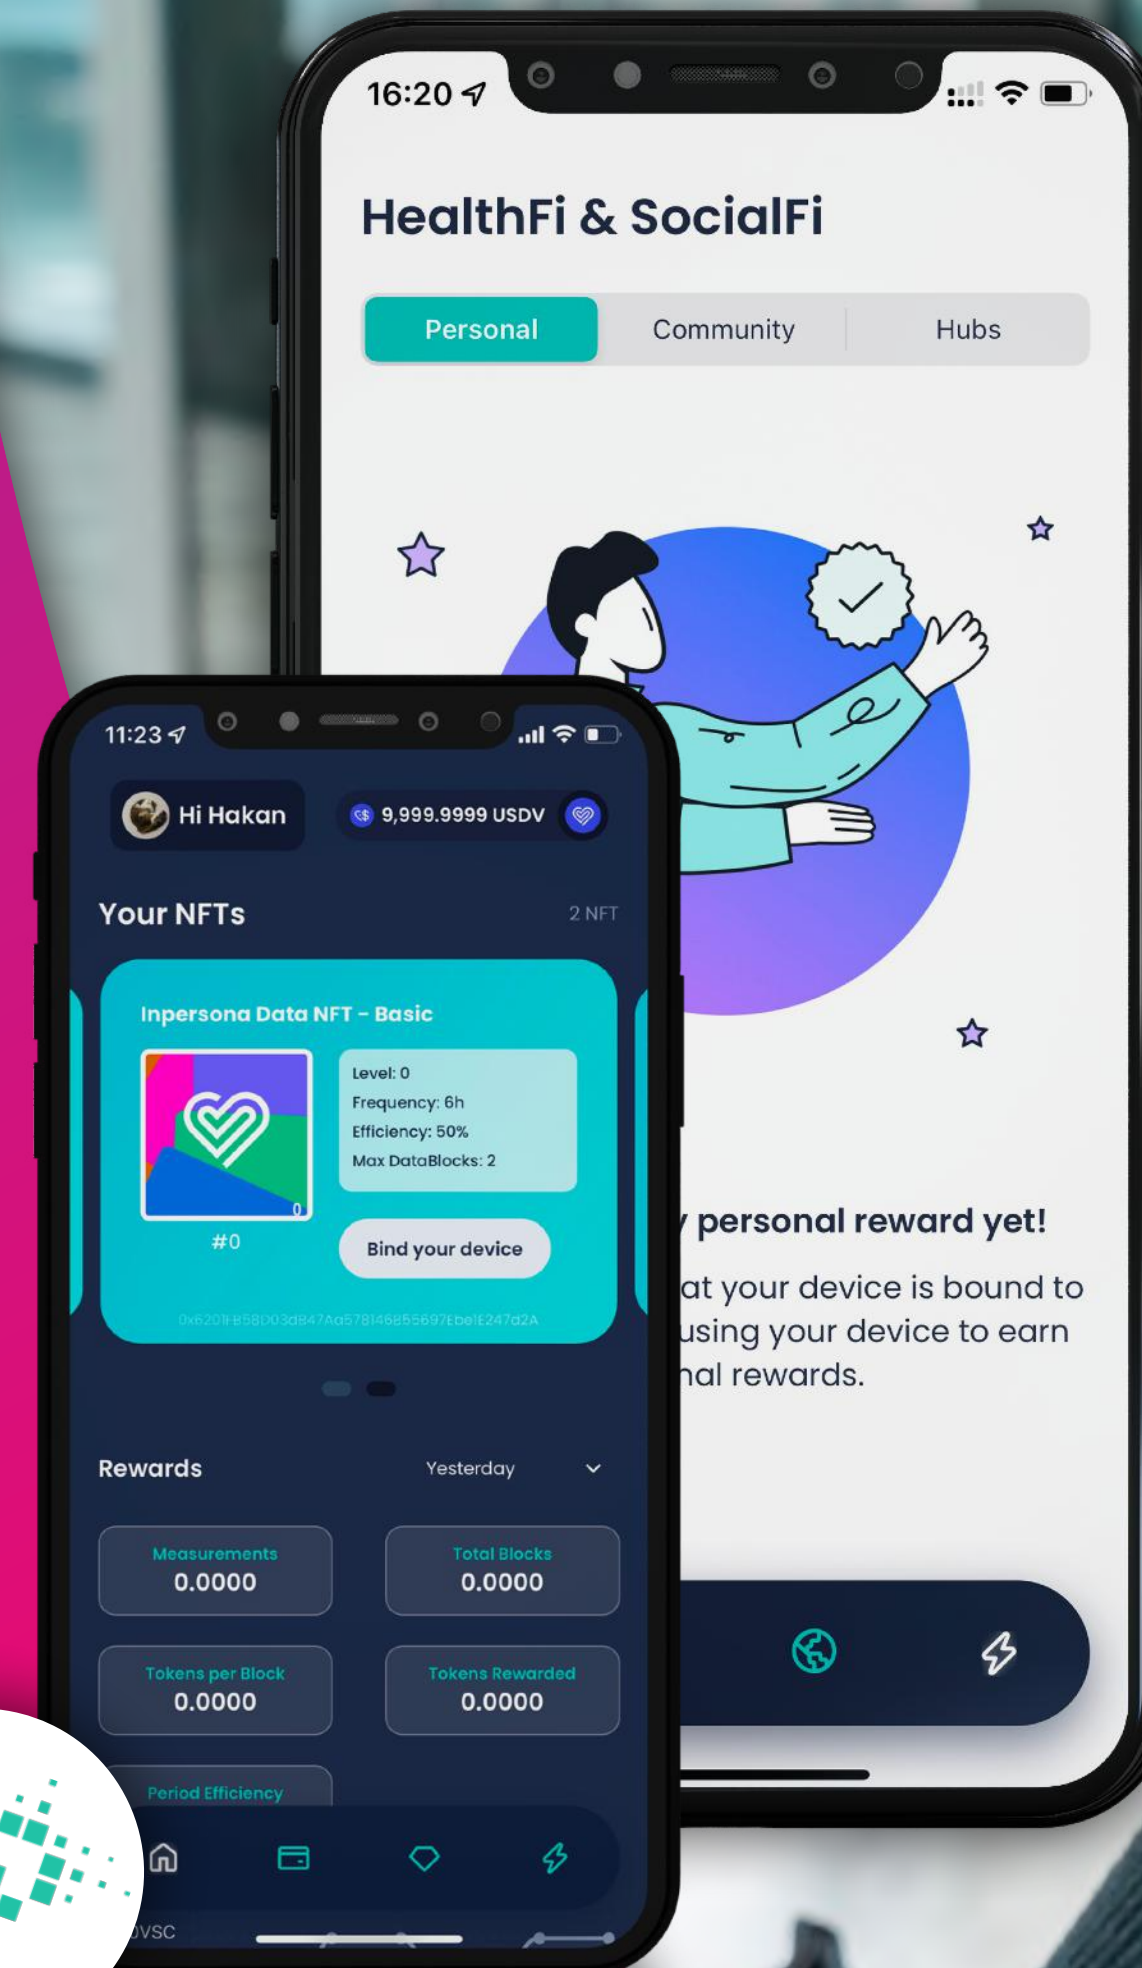 16:20
HealthFi & SocialFi
Personal
Community
Hubs
personal reward yet!
at your device is bound to
using your device to earn
rewards.
11:23
Hi Hakan
9,999.9999 USDV
Your NFTs
2 NFT
Inpersona Data NFT - Basic
Level: 0
Frequency: 6h
Efficiency: 50%
Max DataBlocks: 2
0
#0
Bind your device
Rewards
Yesterday
Measurements
0.0000
Total Blocks
0.0000
Tokens per Block
0.0000
Tokens Rewarded
0.0000
Period Efficiency